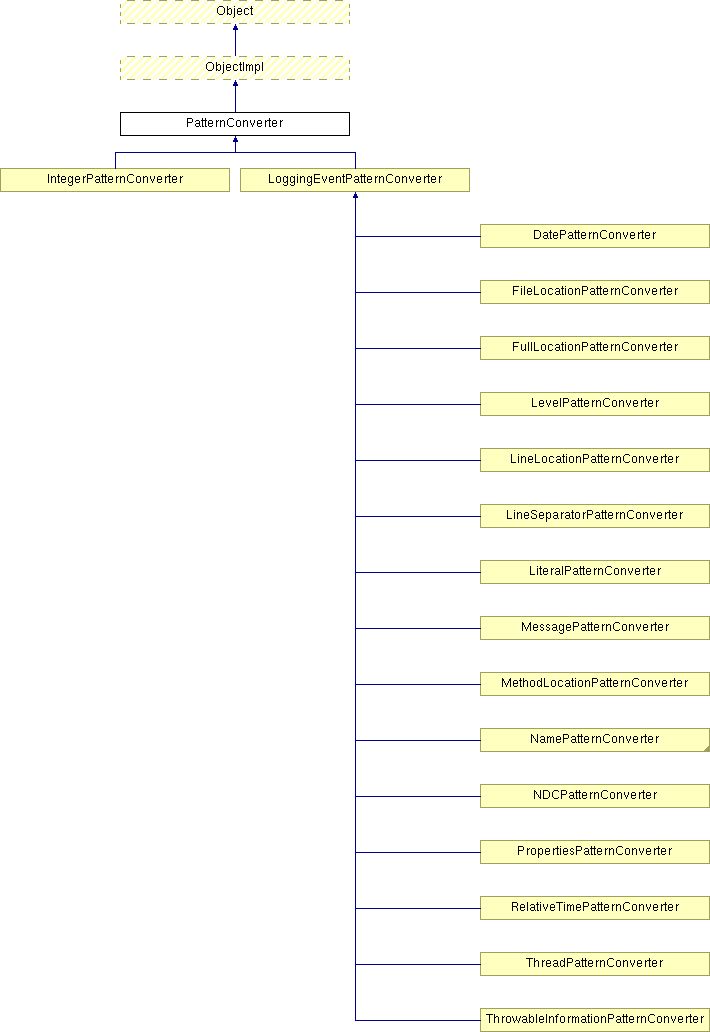 Object
ObjectImpl
PatternConverter
IntegerPatternConverter
LoggingEventPatternConverter
DatePatternConverter
FileLocationPatternConverter
FullLocationPatternConverter
LevelPatternConverter
LineLocationPatternConverter
LineSeparatorPatternConverter
LiteralPatternConverter
MessagePatternConverter
MethodLocationPatternConverter
NamePatternConverter
NDCPatternConverter
PropertiesPatternConverter
RelativeTimePatternConverter
ThreadPatternConverter
ThrowableInformationPatternConverter